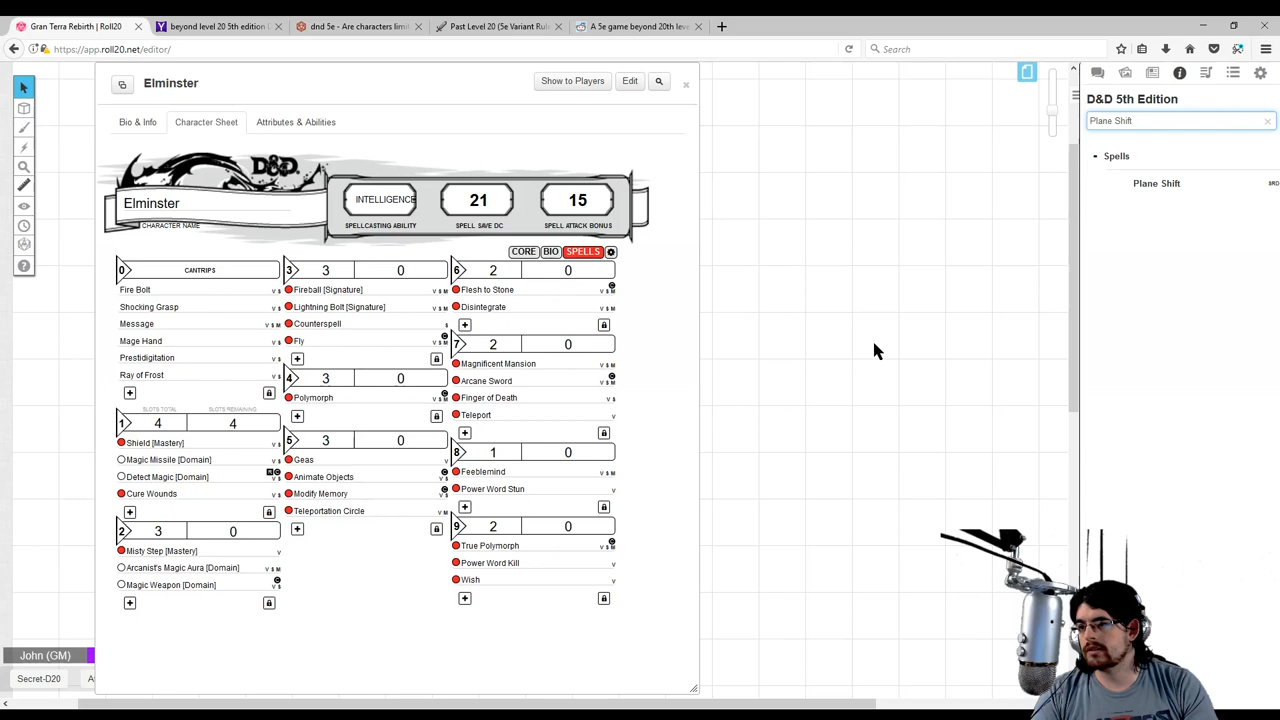 Gran Terra Rebirth | Roll20
beyond level 20 5th edition D
dnd 5e - Are characters limit
Past Level 20 (5e Variant Rule
A 5e game beyond 20th leve
https://app.roll20.net/editor/
Search
Elminster
Show to Players
Edit
Bio & Info
Character Sheet
Attributes & Abilities
D&D 5th Edition
Plane Shift
Spells
Plane Shift
SRD
D&D
Elminster
CHARACTER NAME
INTELLIGENCE
SPELLCASTING ABILITY
21
SPELL SAVE DC
15
SPELL ATTACK BONUS
CORE
BIO
SPELLS
0
CANTRIPS
Fire Bolt V S
Shocking Grasp V S
Message V S M
Mage Hand V S
Prestidigitation V S
Ray of Frost V S
SLOTS TOTAL
SLOTS REMAINING
1 4 4
Shield [Mastery] V S
Magic Missile [Domain] V S
Detect Magic [Domain] R C V S
Cure Wounds V S
2 3 0
Misty Step [Mastery] V
Arcanist's Magic Aura [Domain] V S M
Magic Weapon [Domain] C V S
3 3 0
Fireball [Signature] V S M
Lightning Bolt [Signature] V S M
Counterspell S
Fly C V S M
4 3 0
Polymorph C V S M
5 3 0
Geas V
Animate Objects C V S
Modify Memory C V S
Teleportation Circle V M
6 2 0
Flesh to Stone C V S M
Disintegrate V S M
7 2 0
Magnificent Mansion V S M
Arcane Sword C V S M
Finger of Death V S
Teleport V
8 1 0
Feeblemind V S M
Power Word Stun V
9 2 0
True Polymorph C V S M
Power Word Kill V
Wish V
John (GM)
Secret-D20